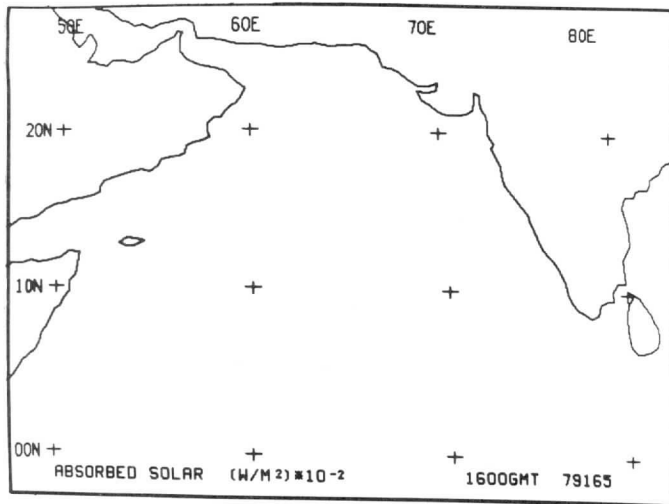 50E 60E 70E 80E
20N
10N
00N
ABSORBED SOLAR (W/M2)*10-2 1600GMT 79165